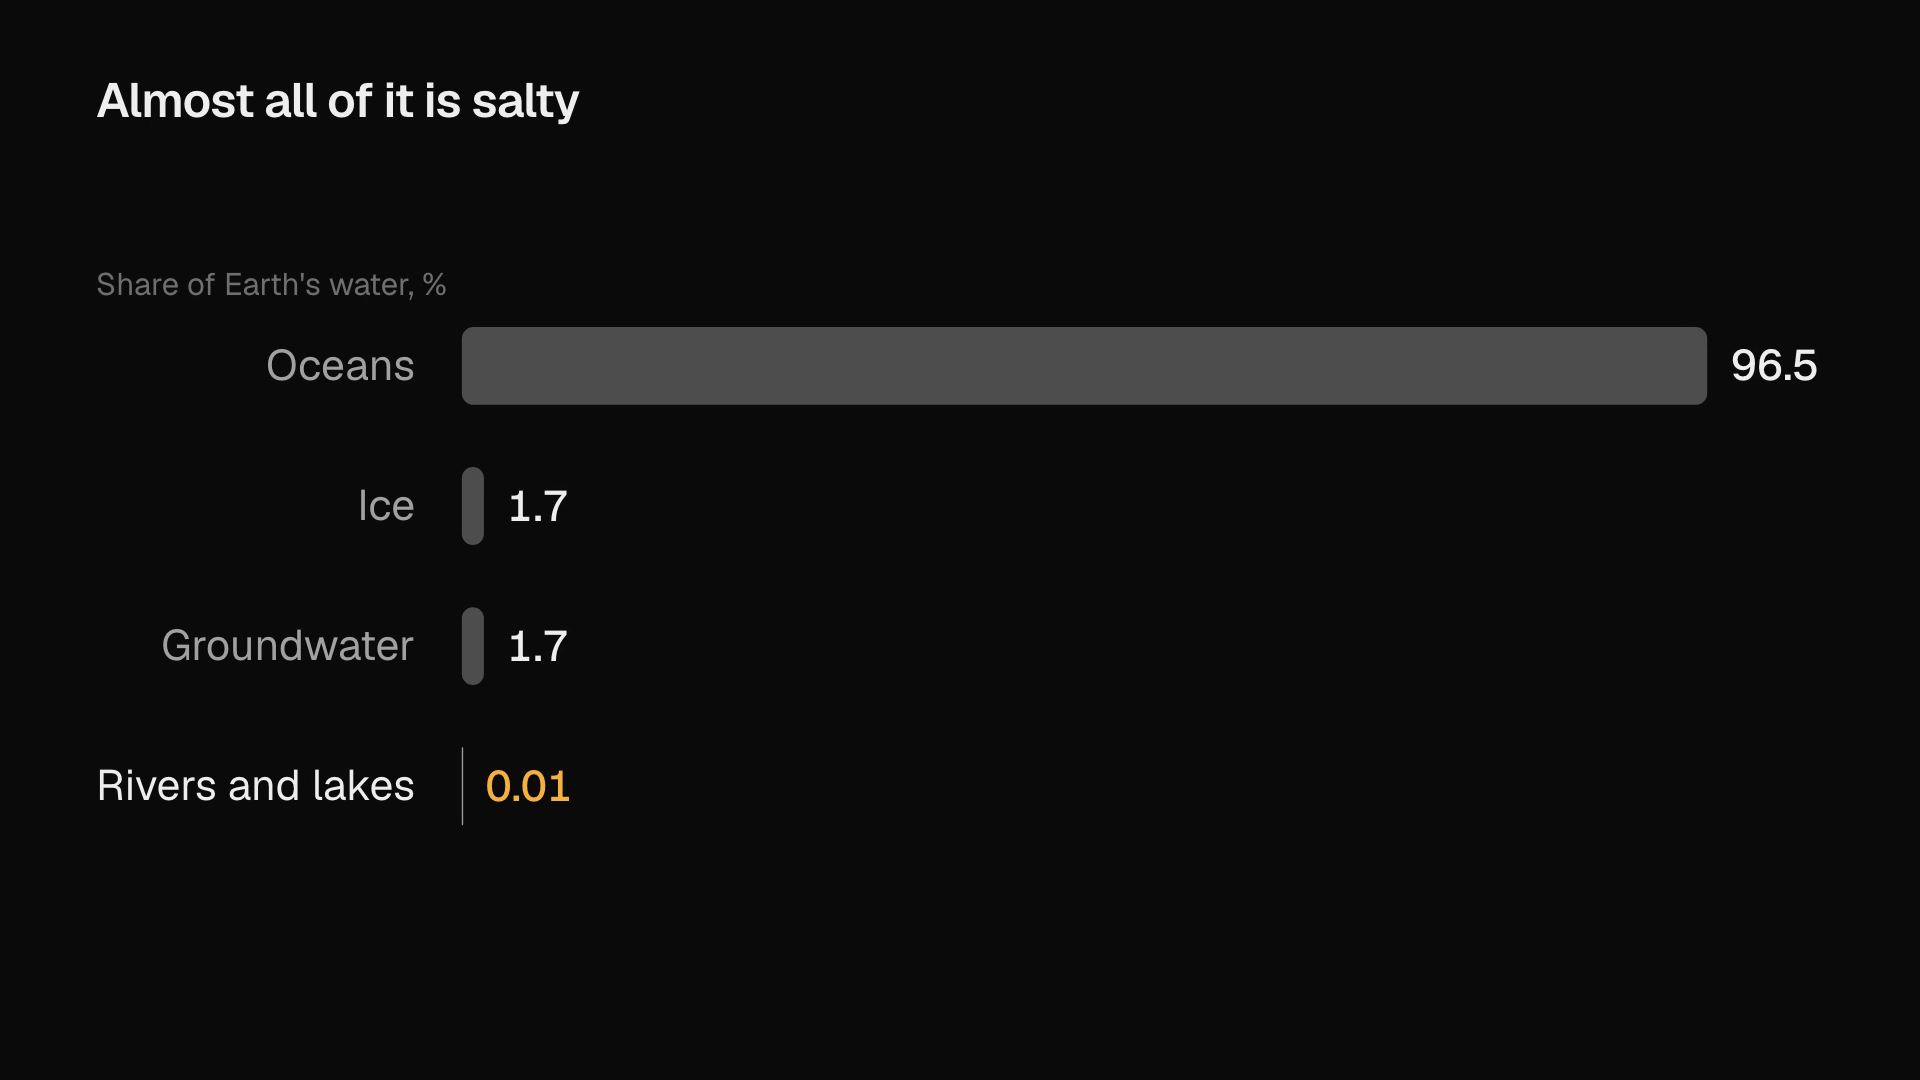 Almost all of it is salty
Share of Earth's water, %
Oceans 96.5
Ice 1.7
Groundwater 1.7
Rivers and lakes 0.01